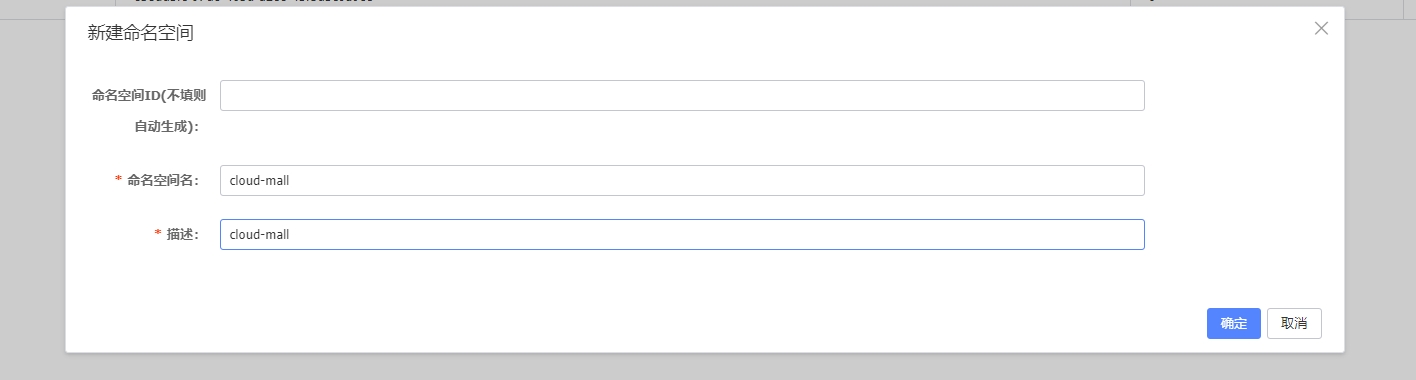 新建命名空间
命名空间ID(不填则
自动生成)：
* 命名空间名： cloud-mall
* 描述： cloud-mall
确定 取消